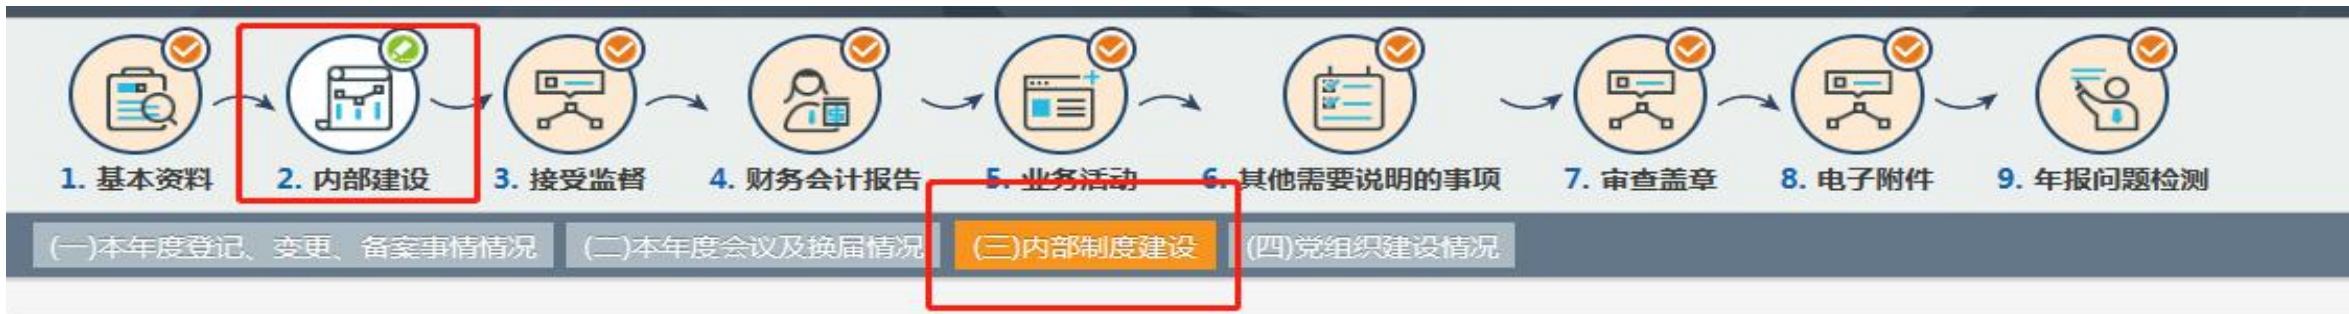 1. 基本资料 2. 内部建设 3. 接受监督 4. 财务会计报告 5. 业务活动 6. 其他需要说明的事项 7. 审查盖章 8. 电子附件 9. 年报问题检测
(一)本年度登记、变更、备案事情情况 (二)本年度会议及换届情况 (三)内部制度建设 (四)党组织建设情况